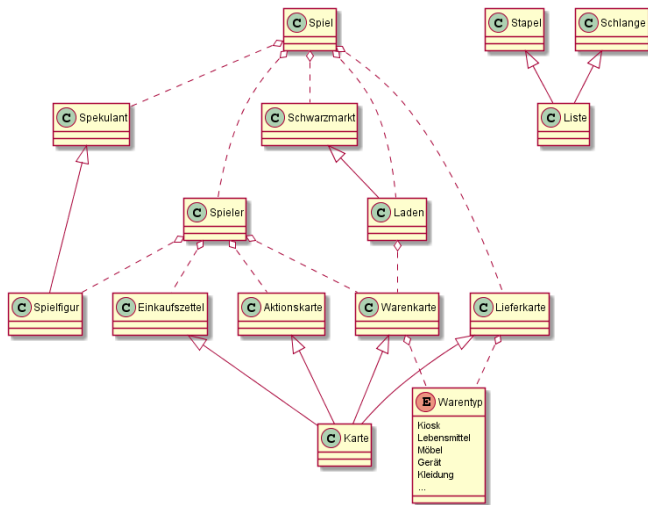 C Spiel
C Stapel
C Schlange
C Spekulant
C Schwarzmarkt
C Liste
C Spieler
C Laden
C Spielfigur
C Einkaufszettel
C Aktionskarte
C Warenkarte
C Lieferkarte
C Karte
E Warentyp
Kiosk
Lebensmittel
Möbel
Gerät
Kleidung
...